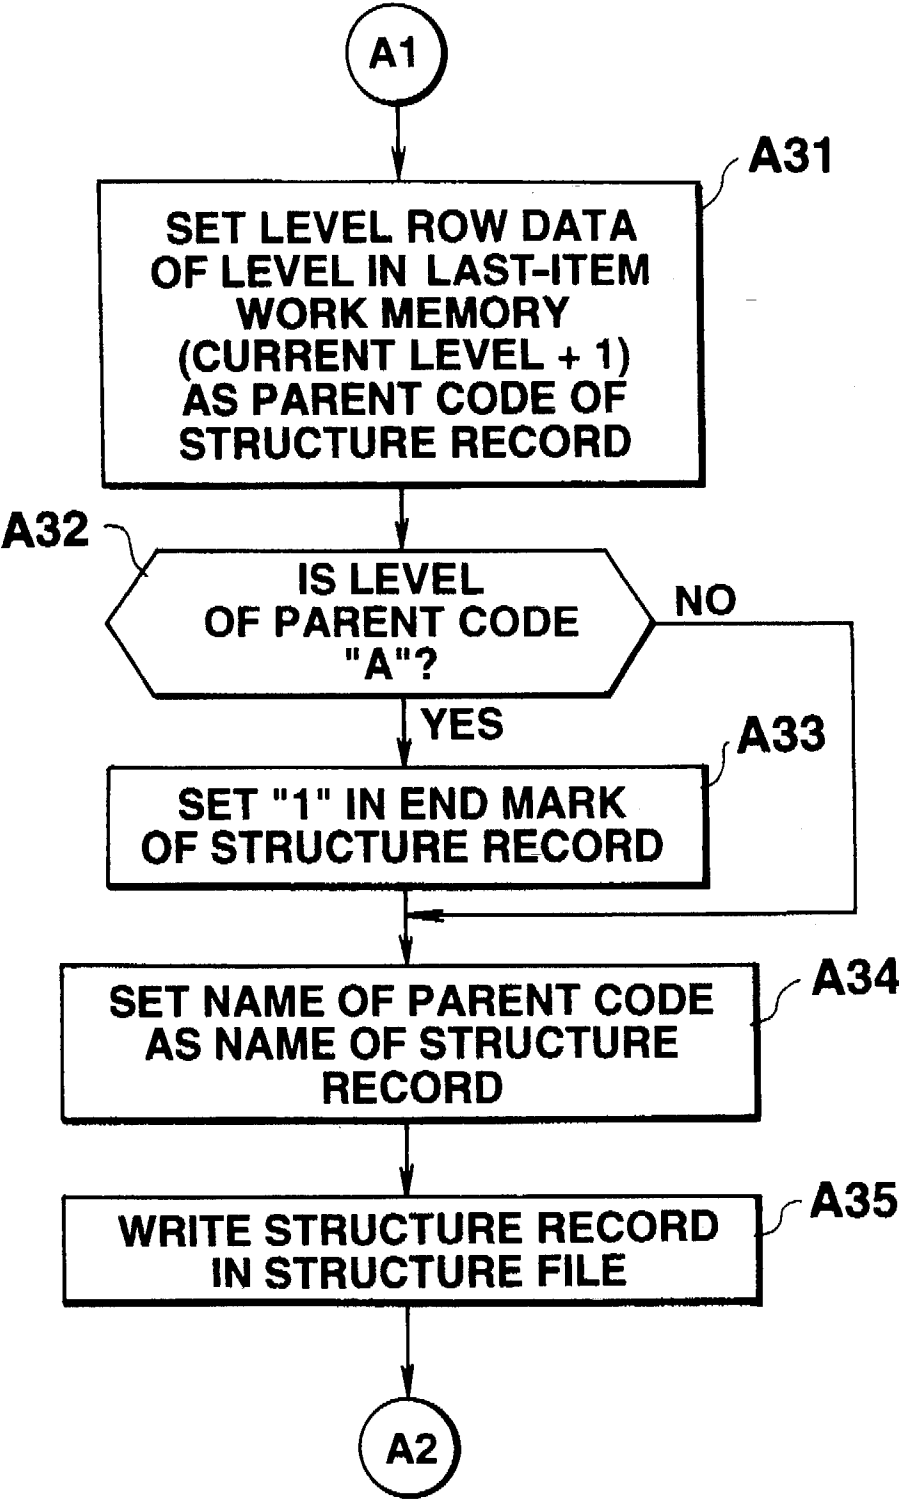 A1
A31
SET LEVEL ROW DATA
OF LEVEL IN LAST-ITEM
WORK MEMORY
(CURRENT LEVEL + 1)
AS PARENT CODE OF
STRUCTURE RECORD
A32
IS LEVEL
OF PARENT CODE
"A"?
NO
YES
A33
SET "1" IN END MARK
OF STRUCTURE RECORD
A34
SET NAME OF PARENT CODE
AS NAME OF STRUCTURE
RECORD
A35
WRITE STRUCTURE RECORD
IN STRUCTURE FILE
A2